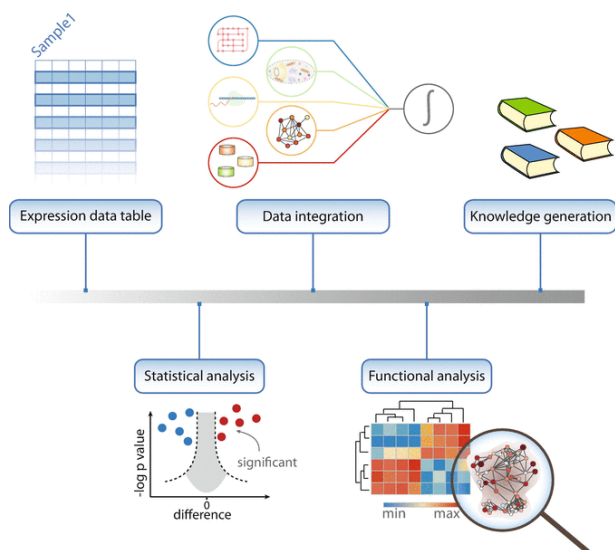 Sample1
Expression data table
Data integration
Knowledge generation
Statistical analysis
Functional analysis
-log p value
significant
0
difference
min
max